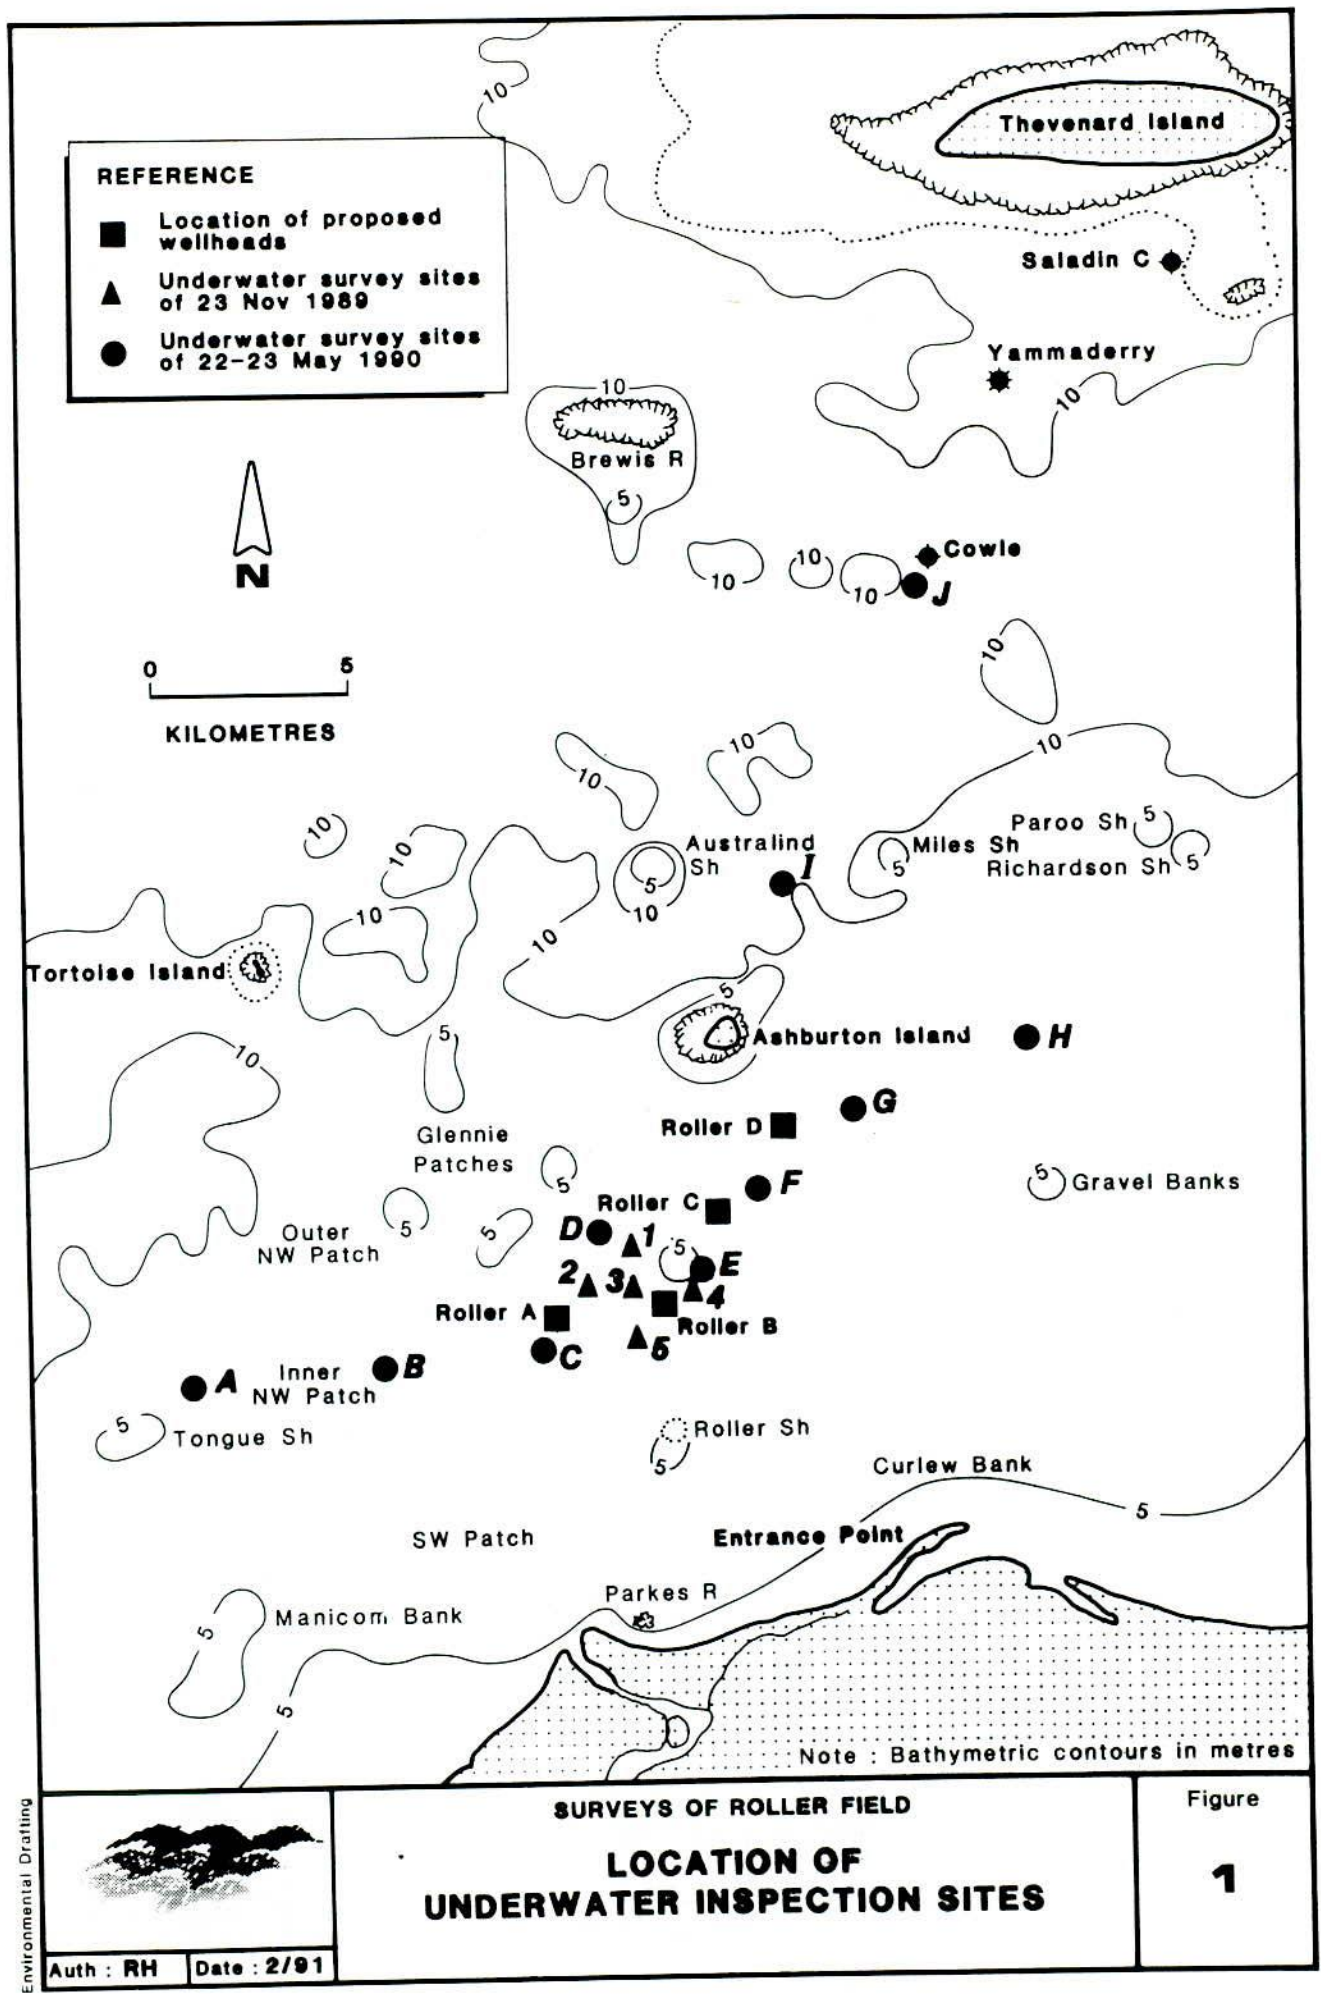 10
Thevenard Island
REFERENCE
Location of proposed
wellheads
Underwater survey sites
of 23 Nov 1989
Underwater survey sites
of 22-23 May 1990
Saladin C
Yammaderry
10
10
Brewis R
5
N
Cowle
10
10
10
J
0 5
KILOMETRES
10
10
10
10
10
10
Australind
Sh
5
10
I
Miles Sh
5
Paroo Sh
5
Richardson Sh
5
10
10
Tortoise Island
5
Ashburton Island
H
10
5
G
Roller D
Glennie
Patches
5
F
5
Gravel Banks
Roller C
Outer
NW Patch
5
5
D
1
5
E
2
3
4
Roller A
Roller B
C
5
A
Inner
NW Patch
B
5
Tongue Sh
Roller Sh
5
Curlew Bank
5
SW Patch
Entrance Point
Parkes R
Manicom Bank
5
5
Note : Bathymetric contours in metres
SURVEYS OF ROLLER FIELD
LOCATION OF
UNDERWATER INSPECTION SITES
Figure
1
Auth : RH
Date : 2/91
Environmental Drafting